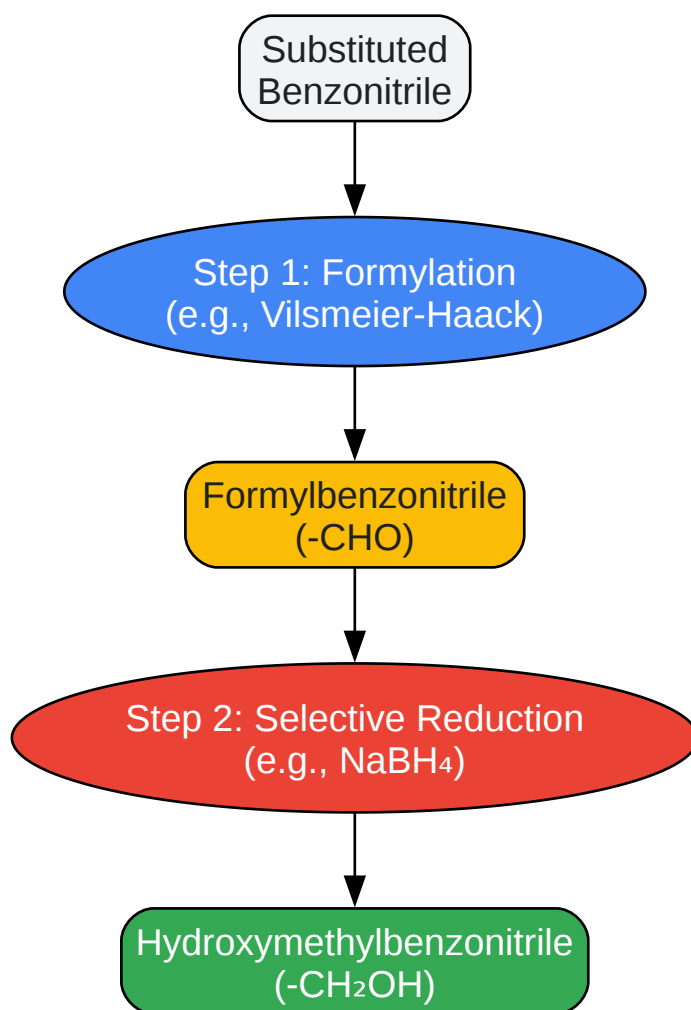 Substituted
Benzonitrile
Step 1: Formylation
(e.g., Vilsmeier-Haack)
Formylbenzonitrile
(-CHO)
Step 2: Selective Reduction
(e.g., NaBH₄)
Hydroxymethylbenzonitrile
(-CH₂OH)